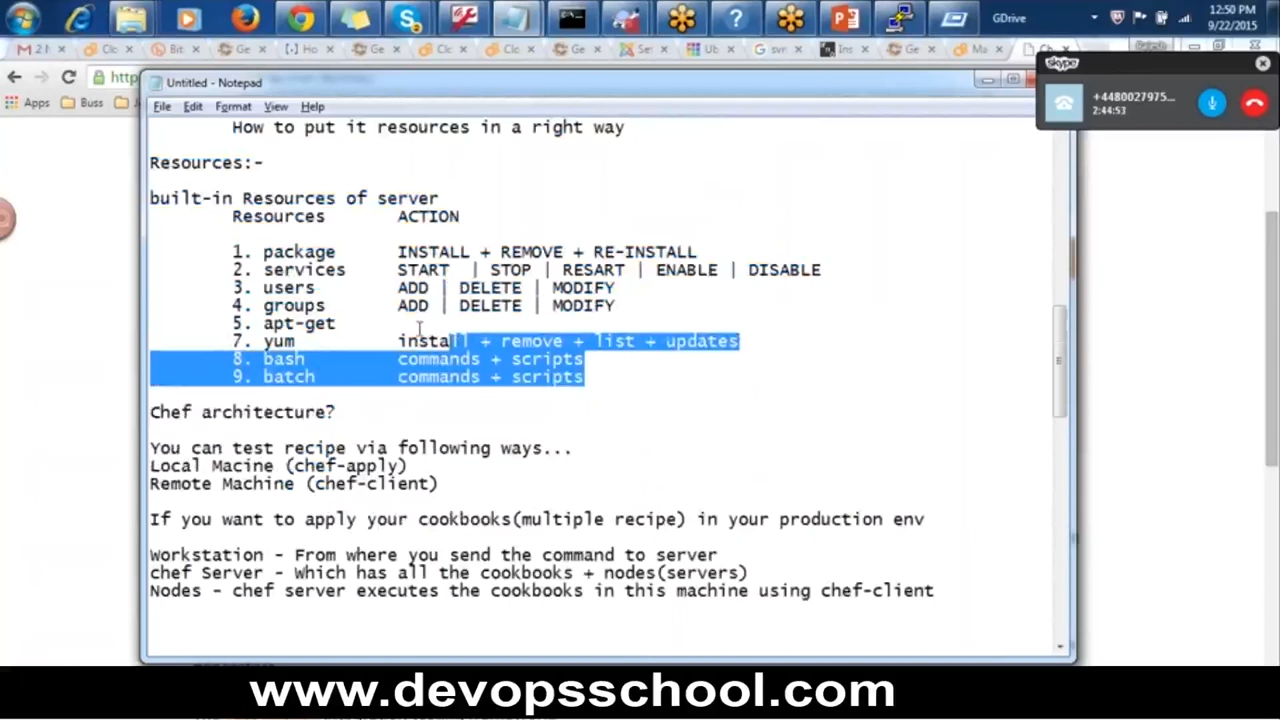 GDrive
12:50 PM
9/22/2015
http
Apps
Buss
Untitled - Notepad
File Edit Format View Help
skype
+4480027975...
2:44:53
How to put it resources in a right way
Resources:-
built-in Resources of server
Resources ACTION
1. package INSTALL + REMOVE + RE-INSTALL
2. services START | STOP | RESART | ENABLE | DISABLE
3. users ADD | DELETE | MODIFY
4. groups ADD | DELETE | MODIFY
5. apt-get
7. yum install + remove + list + updates
8. bash commands + scripts
9. batch commands + scripts
Chef architecture?
You can test recipe via following ways...
Local Macine (chef-apply)
Remote Machine (chef-client)
If you want to apply your cookbooks(multiple recipe) in your production env
Workstation - From where you send the command to server
chef Server - Which has all the cookbooks + nodes(servers)
Nodes - chef server executes the cookbooks in this machine using chef-client
www.devopsschool.com